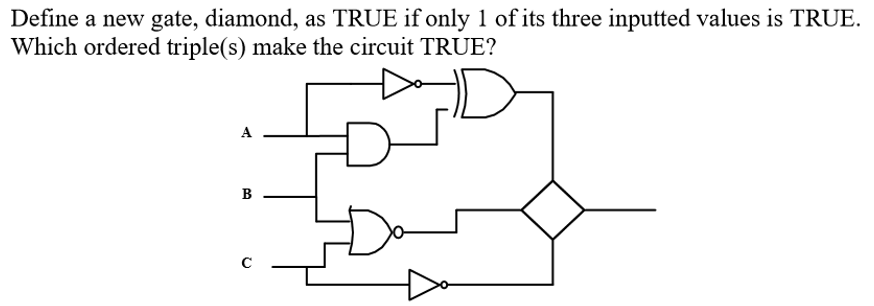 Define a new gate, diamond, as TRUE if only 1 of its three inputted values is TRUE.
Which ordered triple(s) make the circuit TRUE?
A
B
C